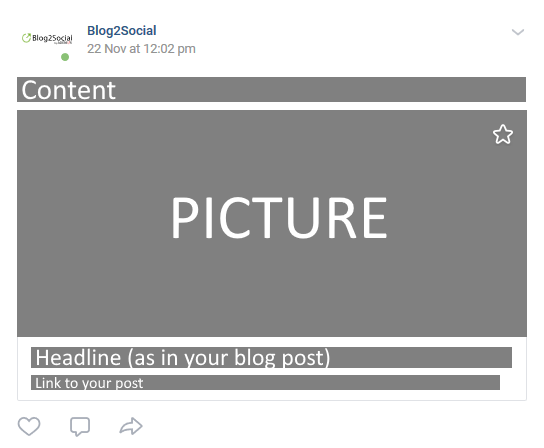 Blog2Social
Blog2Social
22 Nov at 12:02 pm
Content
PICTURE
Headline (as in your blog post)
Link to your post